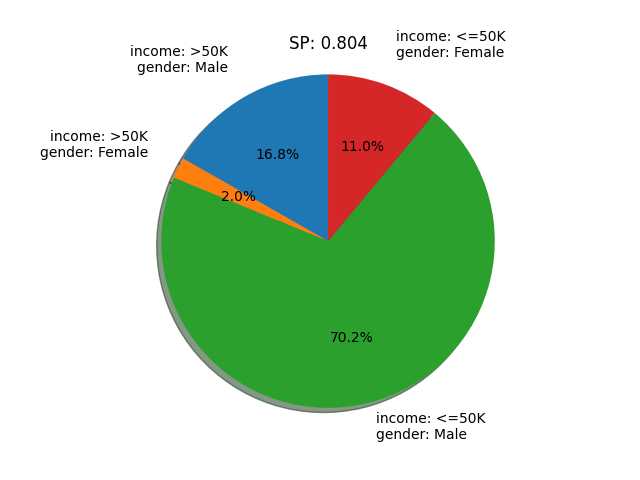 SP: 0.804
income: >50K
gender: Male
income: <=50K
gender: Female
income: >50K
gender: Female
16.8%
11.0%
2.0%
70.2%
income: <=50K
gender: Male